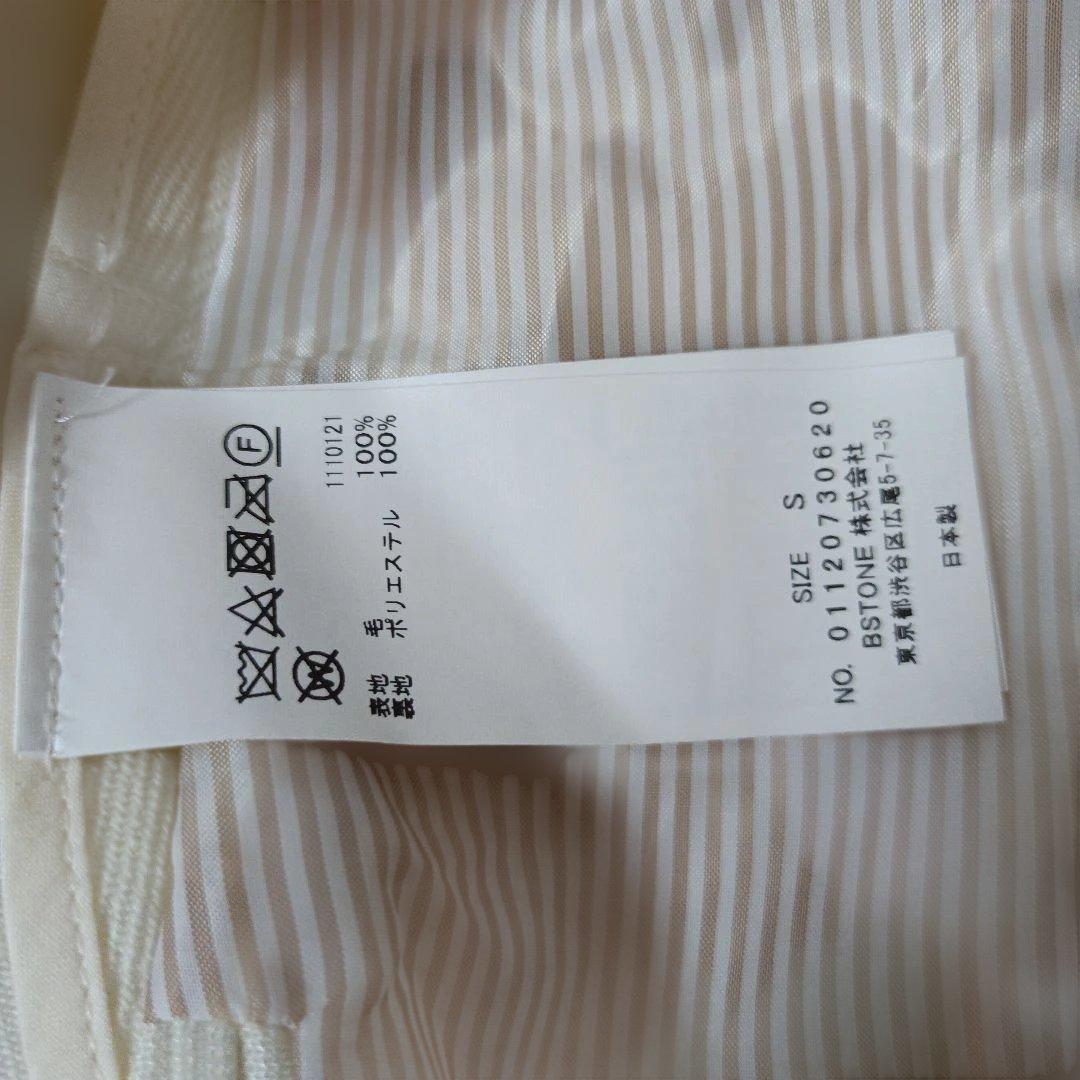 1110121
表地 毛 100%
裏地 ポリエステル 100%
SIZE S
NO. 01120730620
BSTONE 株式会社
東京都渋谷区広尾5-7-35
日本製